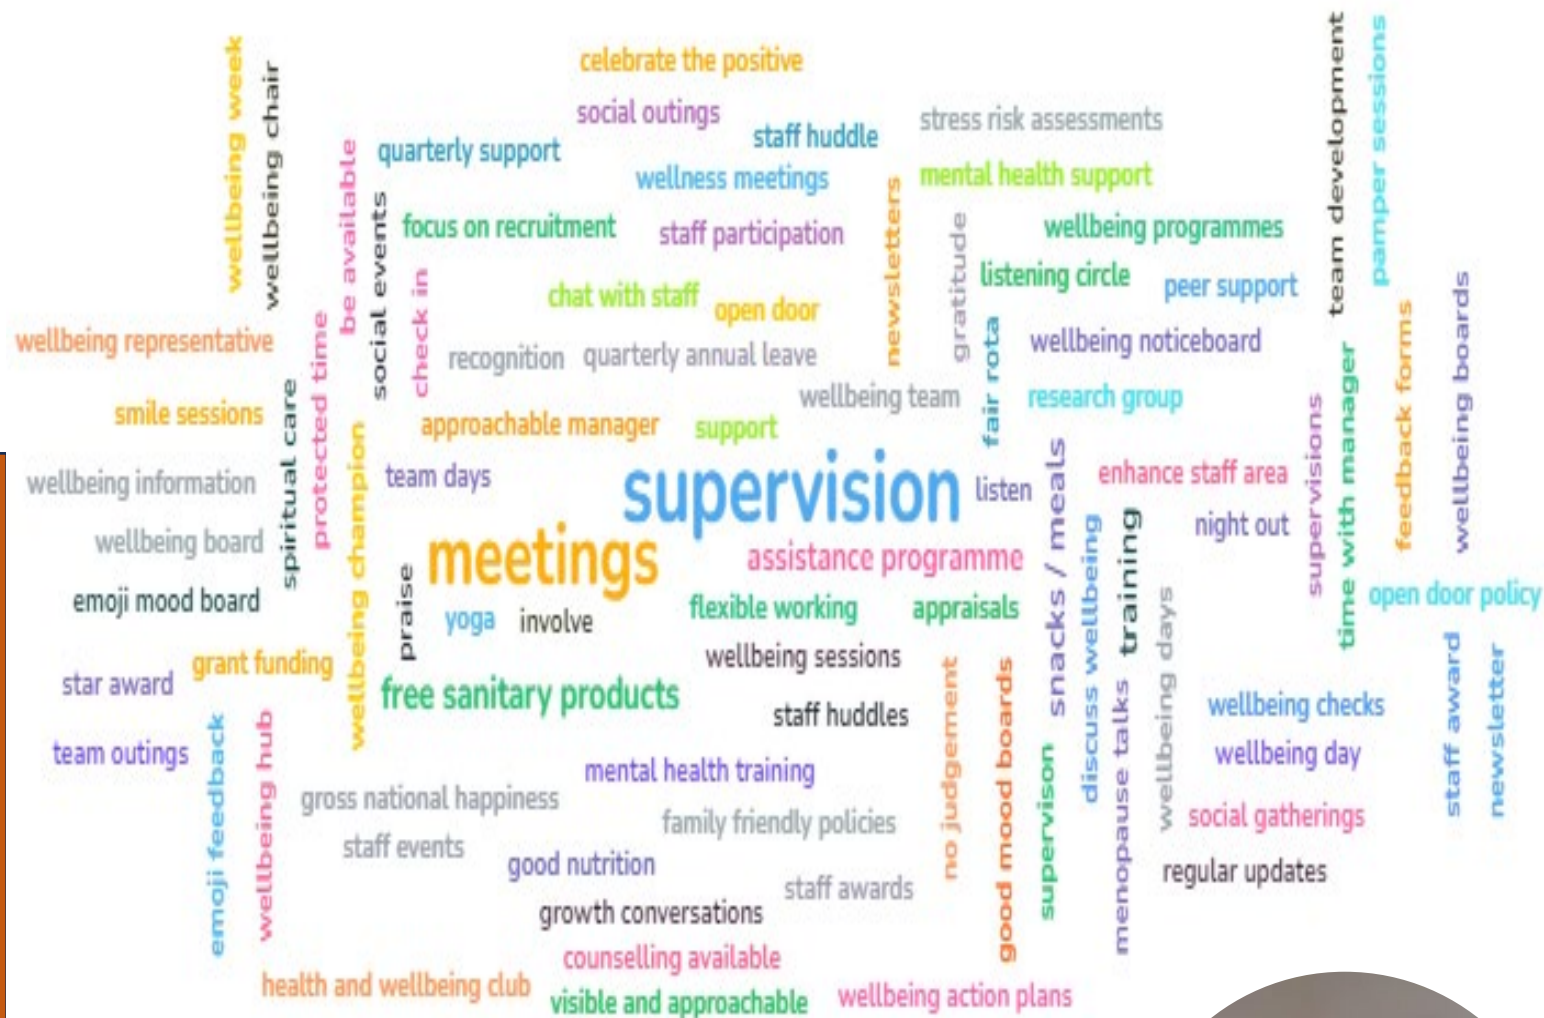 celebrate the positive
social outings
staff huddle
stress risk assessments
quarterly support
wellness meetings
mental health support
wellbeing week
wellbeing chair
be available
social events
focus on recruitment
staff participation
newsletters
gratitude
wellbeing programmes
team development
pamper sessions
check in
chat with staff
open door
listening circle
peer support
wellbeing representative
protected time
recognition
quarterly annual leave
fair rota
wellbeing noticeboard
wellbeing team
research group
time with manager
feedback forms
wellbeing boards
smile sessions
spiritual care
approachable manager
support
supervisions
wellbeing information
wellbeing champion
team days
supervision
listen
snacks / meals
enhance staff area
night out
wellbeing board
meetings
assistance programme
discuss wellbeing
training
emoji mood board
praise
yoga
involve
flexible working
appraisals
wellbeing days
open door policy
grant funding
star award
free sanitary products
wellbeing sessions
staff huddles
no judgement
good mood boards
menopause talks
wellbeing checks
staff award
newsletter
team outings
emoji feedback
wellbeing hub
mental health training
supervison
wellbeing day
gross national happiness
family friendly policies
social gatherings
staff events
good nutrition
staff awards
regular updates
growth conversations
counselling available
health and wellbeing club
visible and approachable
wellbeing action plans